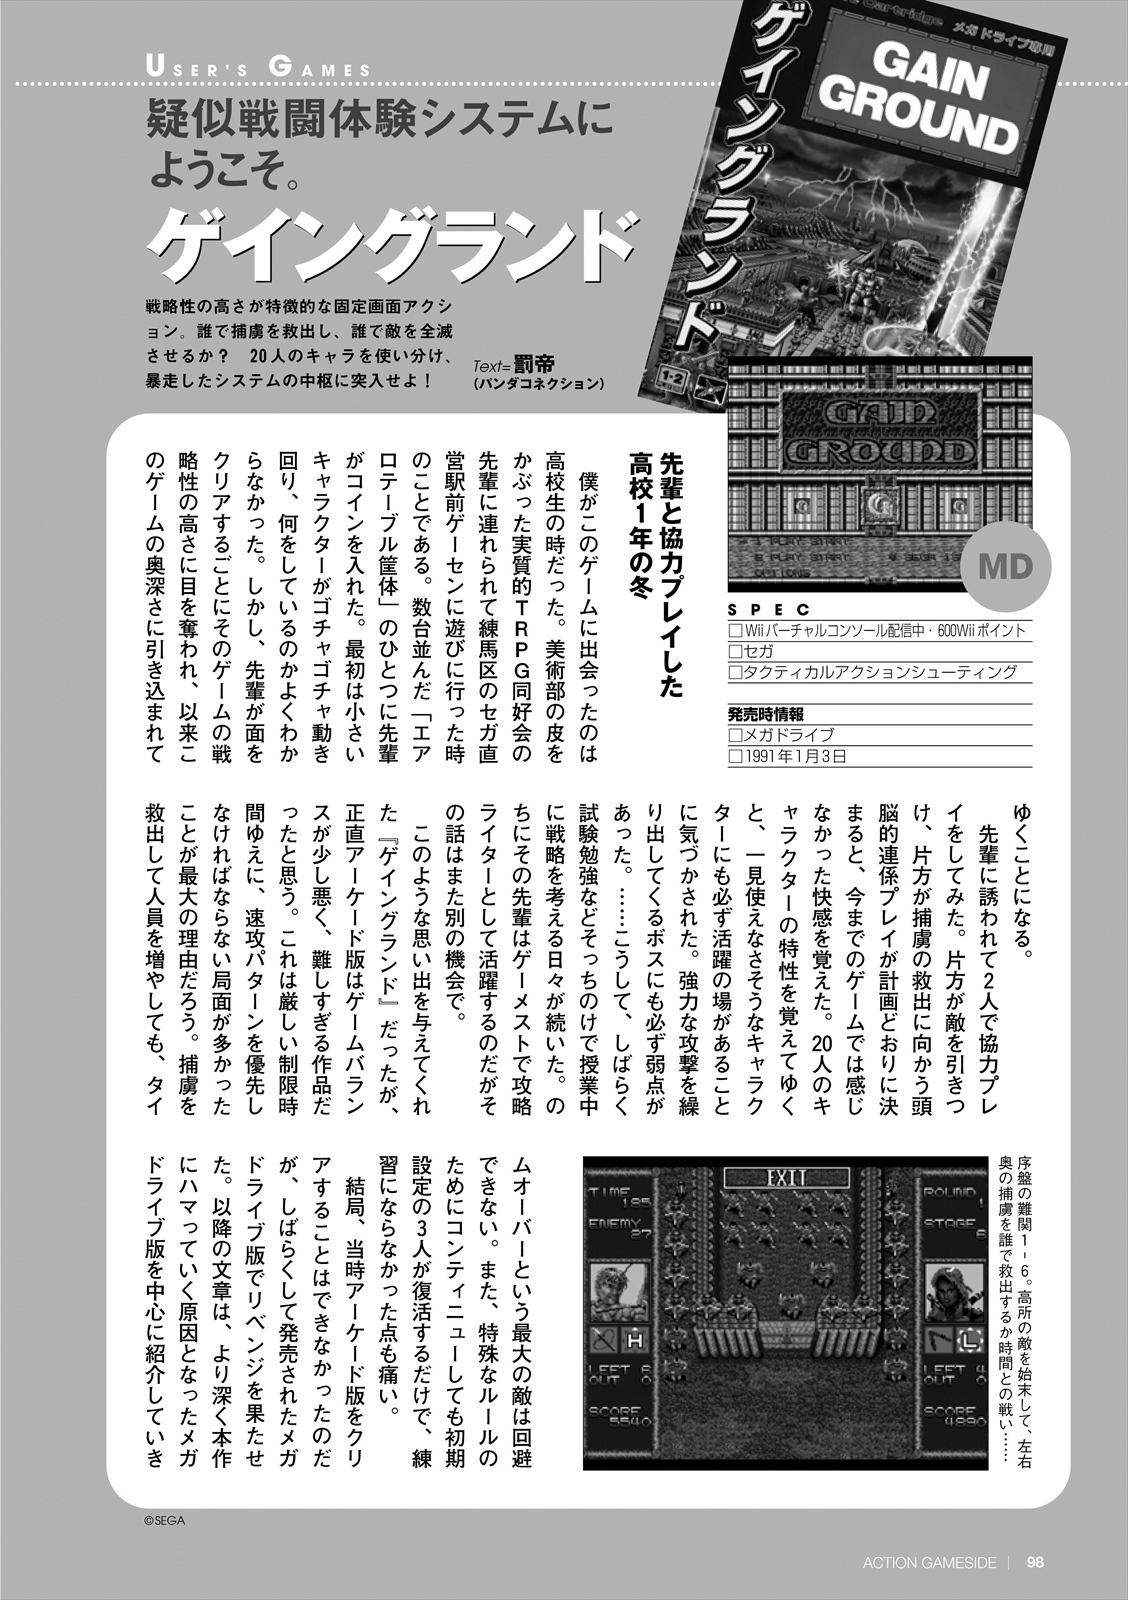 USER'S GAMES
疑似戦闘体験システムに
ようこそ。
ゲイングランド
戦略性の高さが特徴的な固定画面アクシ
ョン。誰で捕虜を救出し、誰で敵を全滅
させるか？　20人のキャラを使い分け、
暴走したシステムの中枢に突入せよ！
Text=罰帝
（パンダコネクション）
Cartridge
メガドライブ専用
GAIN
GROUND
ゲイングランド
1-2
GAIN
GROUND
1 PLAY START
2 PLAY START
OPTIONS
MD
SPEC
□Wiiバーチャルコンソール配信中・600Wiiポイント
□セガ
□タクティカルアクションシューティング
発売時情報
□メガドライブ
□1991年1月3日
先輩と協力プレイした
高校1年の冬
僕がこのゲームに出会ったのは
高校生の時だった。美術部の皮を
かぶった実質的TRPG同好会の
先輩に連れられて練馬区のセガ直
営駅前ゲーセンに遊びに行った時
のことである。数台並んだ「エア
ロテーブル筐体」のひとつに先輩
がコインを入れた。最初は小さい
キャラクターがゴチャゴチャ動き
回り、何をしているのかよくわか
らなかった。しかし、先輩が面を
クリアするごとにそのゲームの戦
略性の高さに目を奪われ、以来こ
のゲームの奥深さに引き込まれて
ゆくことになる。
先輩に誘われて2人で協力プレ
イをしてみた。片方が敵を引きつ
け、片方が捕虜の救出に向かう頭
脳的連係プレイが計画どおりに決
まると、今までのゲームでは感じ
なかった快感を覚えた。20人のキ
ャラクターの特性を覚えてゆく
と、一見使えなさそうなキャラク
ターにも必ず活躍の場があること
に気づかされた。強力な攻撃を繰
り出してくるボスにも必ず弱点が
あった。……こうして、しばらく
試験勉強などそっちのけで授業中
に戦略を考える日々が続いた。の
ちにその先輩はゲーメストで攻略
ライターとして活躍するのだがそ
の話はまた別の機会で。
このような思い出を与えてくれ
た『ゲイングランド』だったが、
正直アーケード版はゲームバラン
スが少し悪く、難しすぎる作品だ
ったと思う。これは厳しい制限時
間ゆえに、速攻パターンを優先し
なければならない局面が多かった
ことが最大の理由だろう。捕虜を
救出して人員を増やしても、タイ
ムオーバーという最大の敵は回避
できない。また、特殊なルールの
ためにコンティニューしても初期
設定の3人が復活するだけで、練
習にならなかった点も痛い。
結局、当時アーケード版をクリ
アすることはできなかったのだ
が、しばらくして発売されたメガ
ドライブ版でリベンジを果たせ
た。以降の文章は、より深く本作
にハマっていく原因となったメガ
ドライブ版を中心に紹介していき
EXIT
TIME
185
ENEMY
27
H
LEFT 6
OUT 0
SCORE
5540
ROUND
1
STAGE
6
L
LEFT 4
OUT 0
SCORE
4890
序盤の難関1-6。高所の敵を始末して、左右
奥の捕虜を誰で救出するか時間との戦い……
©SEGA
ACTION GAMESIDE | 98